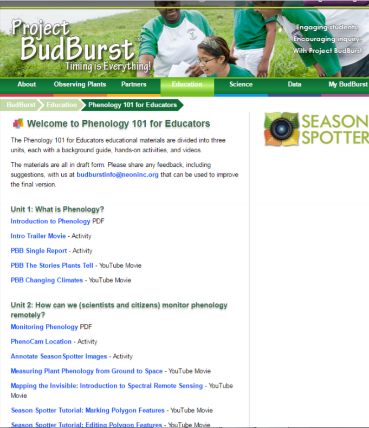 Project
BudBurst
Timing is Everything!
Engaging students,
Encouraging inquiry
With Project BudBurst
About Observing Plants Partners Education Science Data My BudBurst
BudBurst Education Phenology 101 for Educators
Welcome to Phenology 101 for Educators
The Phenology 101 for Educators educational materials are divided into three
units, each with a background guide, hands-on activities, and videos.
The materials are all in draft form. Please share any feedback, including
suggestions, with us at budburstinfo@neoninc.org that can be used to improve
the final version.
SEASON
SPOTTER
Unit 1: What is Phenology?
Introduction to Phenology PDF
Intro Trailer Movie - Activity
PBB Single Report - Activity
PBB The Stories Plants Tell - YouTube Movie
PBB Changing Climates - YouTube Movie
Unit 2: How can we (scientists and citizens) monitor phenology
remotely?
Monitoring Phenology PDF
PhenoCam Location - Activity
Annotate SeasonSpotter Images - Activity
Measuring Plant Phenology from Ground to Space - YouTube Movie
Mapping the Invisible: Introduction to Spectral Remote Sensing - YouTube
Movie
Season Spotter Tutorial: Marking Polygon Features - YouTube Movie
Season Spotter Tutorial: Editing Polygon Features - YouTube Movie